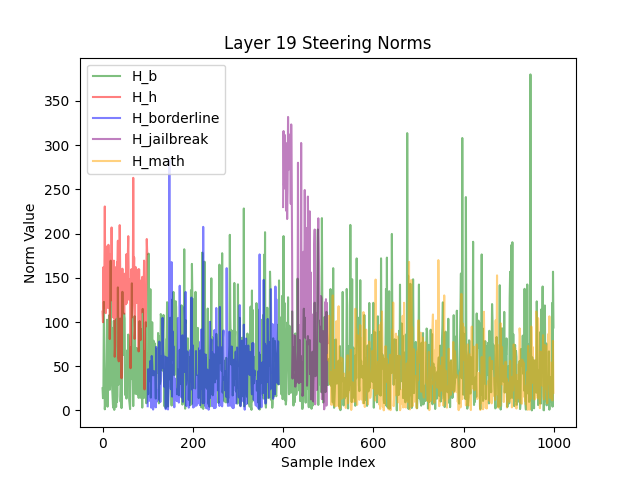 Layer 19 Steering Norms
H_b
H_h
H_borderline
H_jailbreak
H_math
Norm Value
350
300
250
200
150
100
50
0
0 200 400 600 800 1000
Sample Index